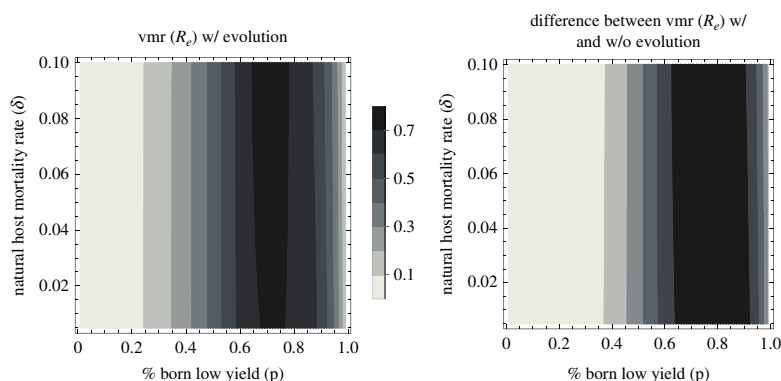 vmr (Re) w/ evolution
0.10
0.08
0.06
0.04
0.02
natural host mortality rate (δ)
0 0.2 0.4 0.6 0.8 1.0
% born low yield (p)
0.7
0.5
0.3
0.1
difference between vmr (Re) w/
and w/o evolution
0.10
0.08
0.06
0.04
0.02
natural host mortality rate (δ)
0 0.2 0.4 0.6 0.8 1.0
% born low yield (p)